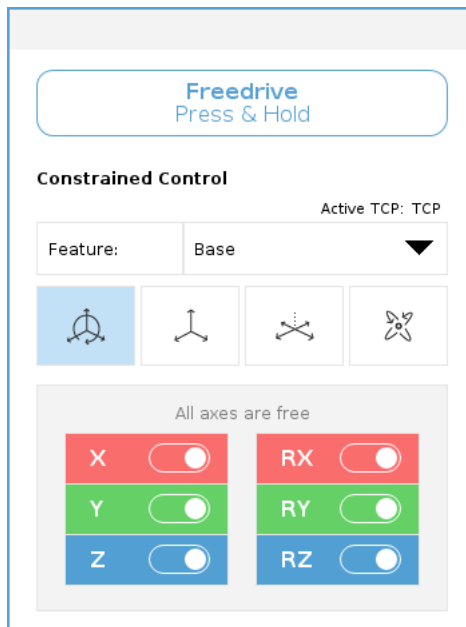 Freedrive
Press & Hold
Constrained Control
Active TCP: TCP
Feature: Base
All axes are free
X RX
Y RY
Z RZ